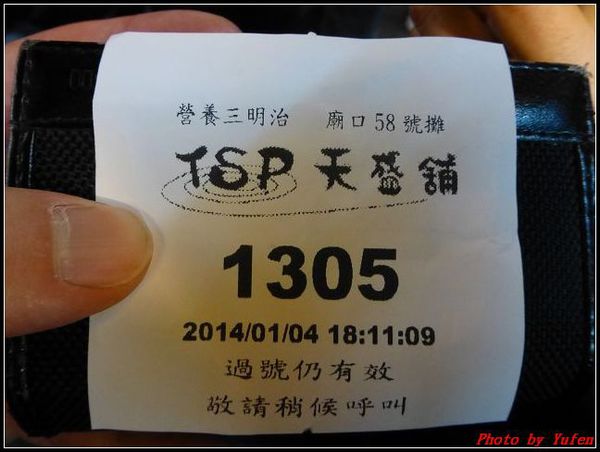 營養三明治 廟口58號攤
TSP 天盛舖
1305
2014/01/04 18:11:09
過號仍有效
敬請稍候呼叫
Photo by Yufen